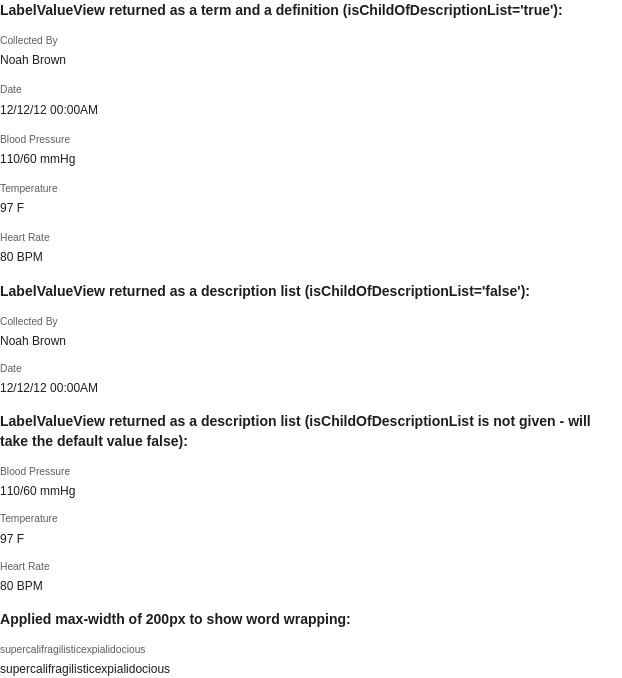 LabelValueView returned as a term and a definition (isChildOfDescriptionList='true'):
Collected By
Noah Brown
Date
12/12/12 00:00AM
Blood Pressure
110/60 mmHg
Temperature
97 F
Heart Rate
80 BPM
LabelValueView returned as a description list (isChildOfDescriptionList='false'):
Collected By
Noah Brown
Date
12/12/12 00:00AM
LabelValueView returned as a description list (isChildOfDescriptionList is not given - will
take the default value false):
Blood Pressure
110/60 mmHg
Temperature
97 F
Heart Rate
80 BPM
Applied max-width of 200px to show word wrapping:
supercalifragilisticexpialidocious
supercalifragilisticexpialidocious